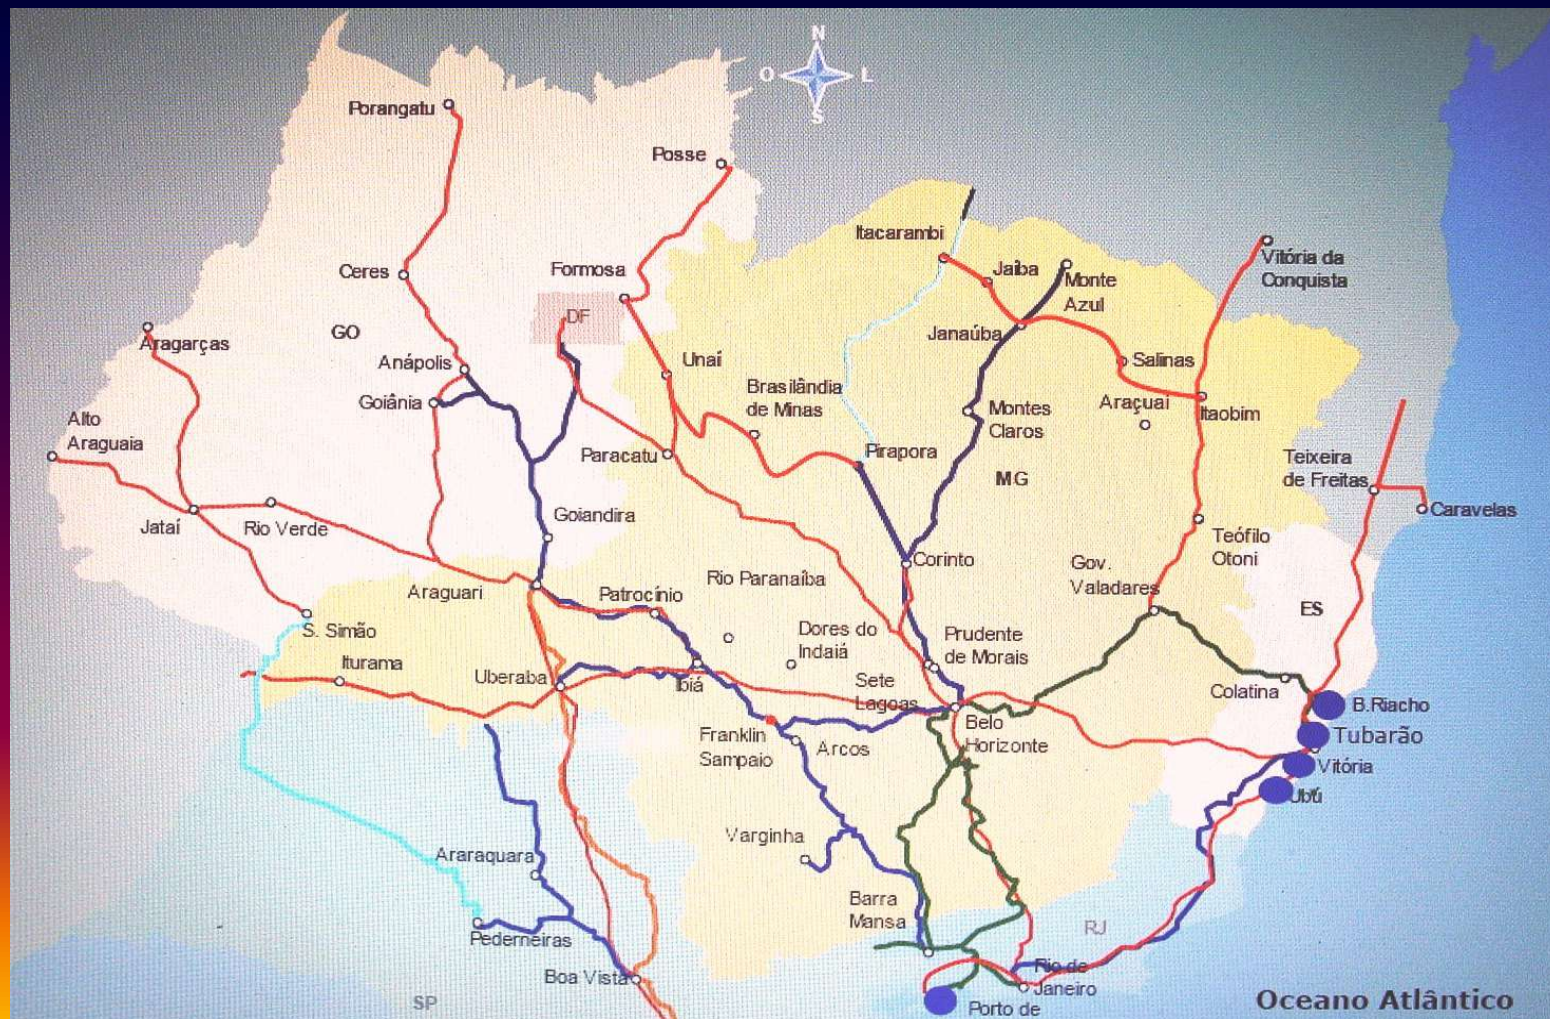 N
O
L
S
Porangatu
Posse
Itacarambi
Vitória da
Conquista
Ceres
Formosa
Jaíba
Monte
Azul
DF
GO
Aragarças
Janaúba
Anápolis
Unaí
Salinas
Goiânia
Brasilândia
de Minas
Araçuai
Itaobim
Montes
Claros
Alto
Araguaia
Paracatu
Pirapora
MG
Teixeira
de Freitas
Caravelas
Jataí
Rio Verde
Goiandira
Teófilo
Otoni
Corinto
Gov.
Valadares
Araguari
Patrocínio
Rio Paranaíba
ES
S. Simão
Dores do
Indaiá
Prudente
de Morais
Iturama
Uberaba
Ibiá
Sete
Lagoas
Colatina
B.Riacho
Franklin
Sampaio
Arcos
Belo
Horizonte
Tubarão
Vitória
Ubú
Varginha
Araraquara
Barra
Mansa
RJ
Pederneiras
Boa Vista
Rio de
Janeiro
SP
Porto de
Oceano Atlântico